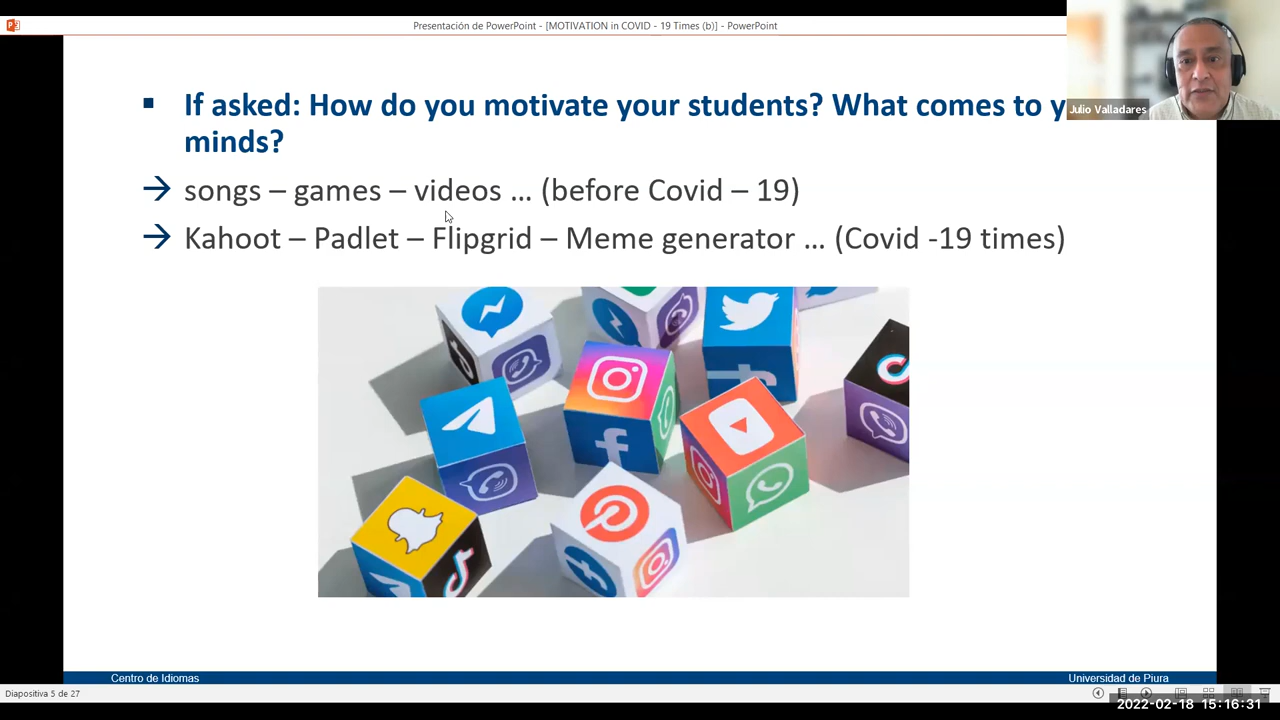 Presentación de PowerPoint - [MOTIVATION in COVID - 19 Times (b)] - PowerPoint
Julio Valladares
▪ If asked: How do you motivate your students? What comes to
minds?
→ songs – games – videos … (before Covid – 19)
→ Kahoot – Padlet – Flipgrid – Meme generator … (Covid -19 times)
Centro de Idiomas
Universidad de Piura
Diapositiva 5 de 27
2022-02-18 15:16:31